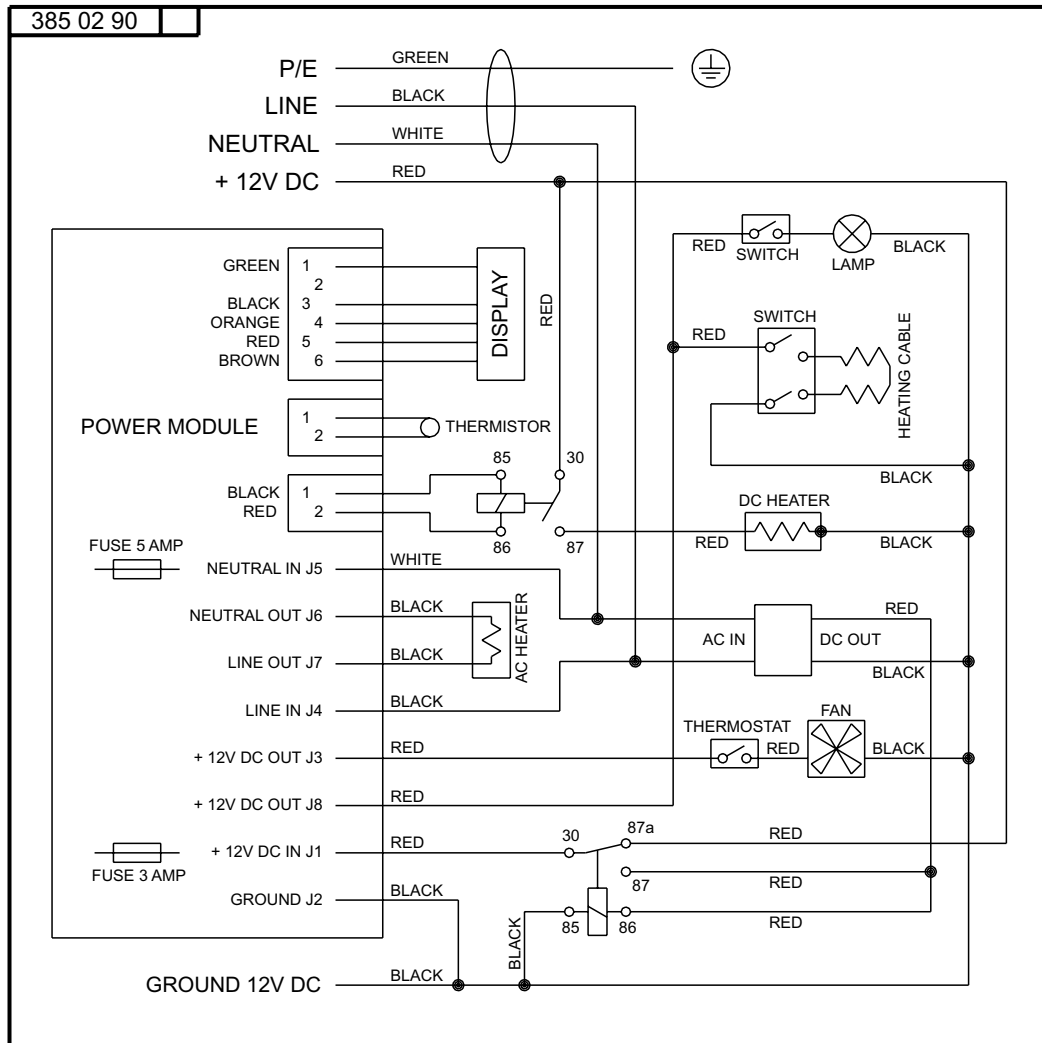 385 02 90
P/E GREEN
LINE BLACK
NEUTRAL WHITE
+ 12V DC RED
RED SWITCH LAMP BLACK
GREEN 1
2
BLACK 3
ORANGE 4
RED 5
BROWN 6
DISPLAY
RED
SWITCH
RED
HEATING CABLE
BLACK
POWER MODULE
1
2
THERMISTOR
BLACK 1
RED 2
85
86
30
87
DC HEATER
RED
BLACK
FUSE 5 AMP
NEUTRAL IN J5 WHITE
NEUTRAL OUT J6 BLACK
LINE OUT J7 BLACK
AC HEATER
AC IN
DC OUT
RED
BLACK
LINE IN J4 BLACK
+ 12V DC OUT J3 RED
THERMOSTAT
RED
FAN
BLACK
+ 12V DC OUT J8 RED
+ 12V DC IN J1 RED
30
87a
RED
FUSE 3 AMP
87
RED
GROUND J2 BLACK
85
86
RED
BLACK
GROUND 12V DC BLACK